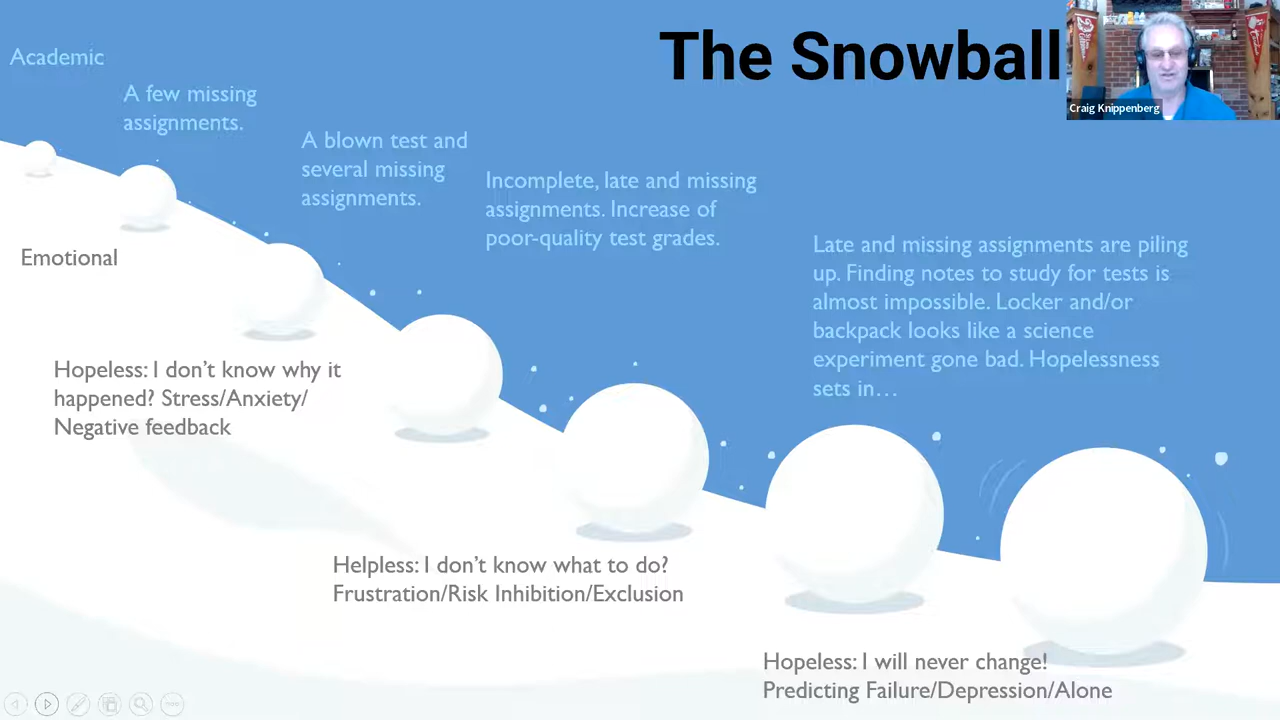 The Snowball
Craig Knippenberg
Academic
A few missing
assignments.
A blown test and
several missing
assignments.
Incomplete, late and missing
assignments. Increase of
poor-quality test grades.
Late and missing assignments are piling
up. Finding notes to study for tests is
almost impossible. Locker and/or
backpack looks like a science
experiment gone bad. Hopelessness
sets in…
Emotional
Hopeless: I don’t know why it
happened? Stress/Anxiety/
Negative feedback
Helpless: I don’t know what to do?
Frustration/Risk Inhibition/Exclusion
Hopeless: I will never change!
Predicting Failure/Depression/Alone